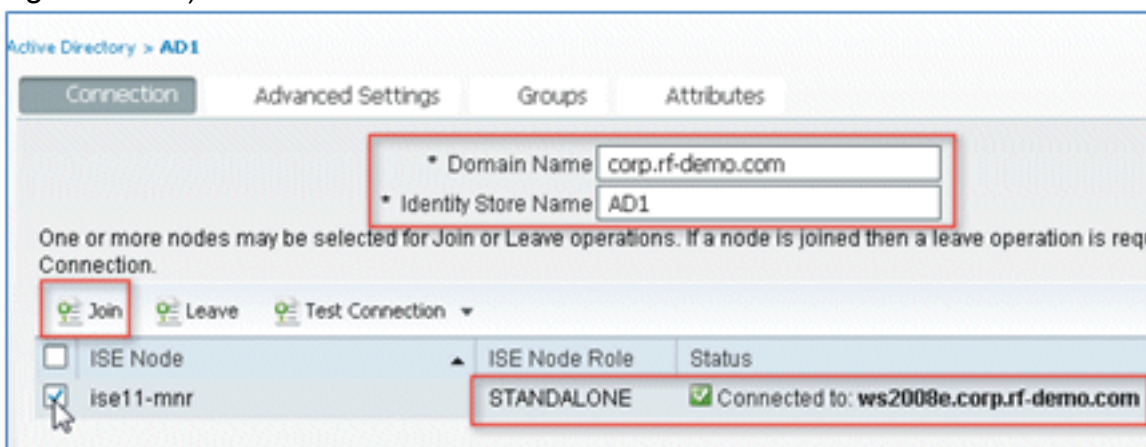 Active Directory > AD1
Connection Advanced Settings Groups Attributes
* Domain Name corp.rf-demo.com
* Identity Store Name AD1
One or more nodes may be selected for Join or Leave operations. If a node is joined then a leave operation is
Connection.
Join Leave Test Connection
ISE Node ISE Node Role Status
ise11-mnr STANDALONE Connected to: ws2008e.corp.rf-demo.com